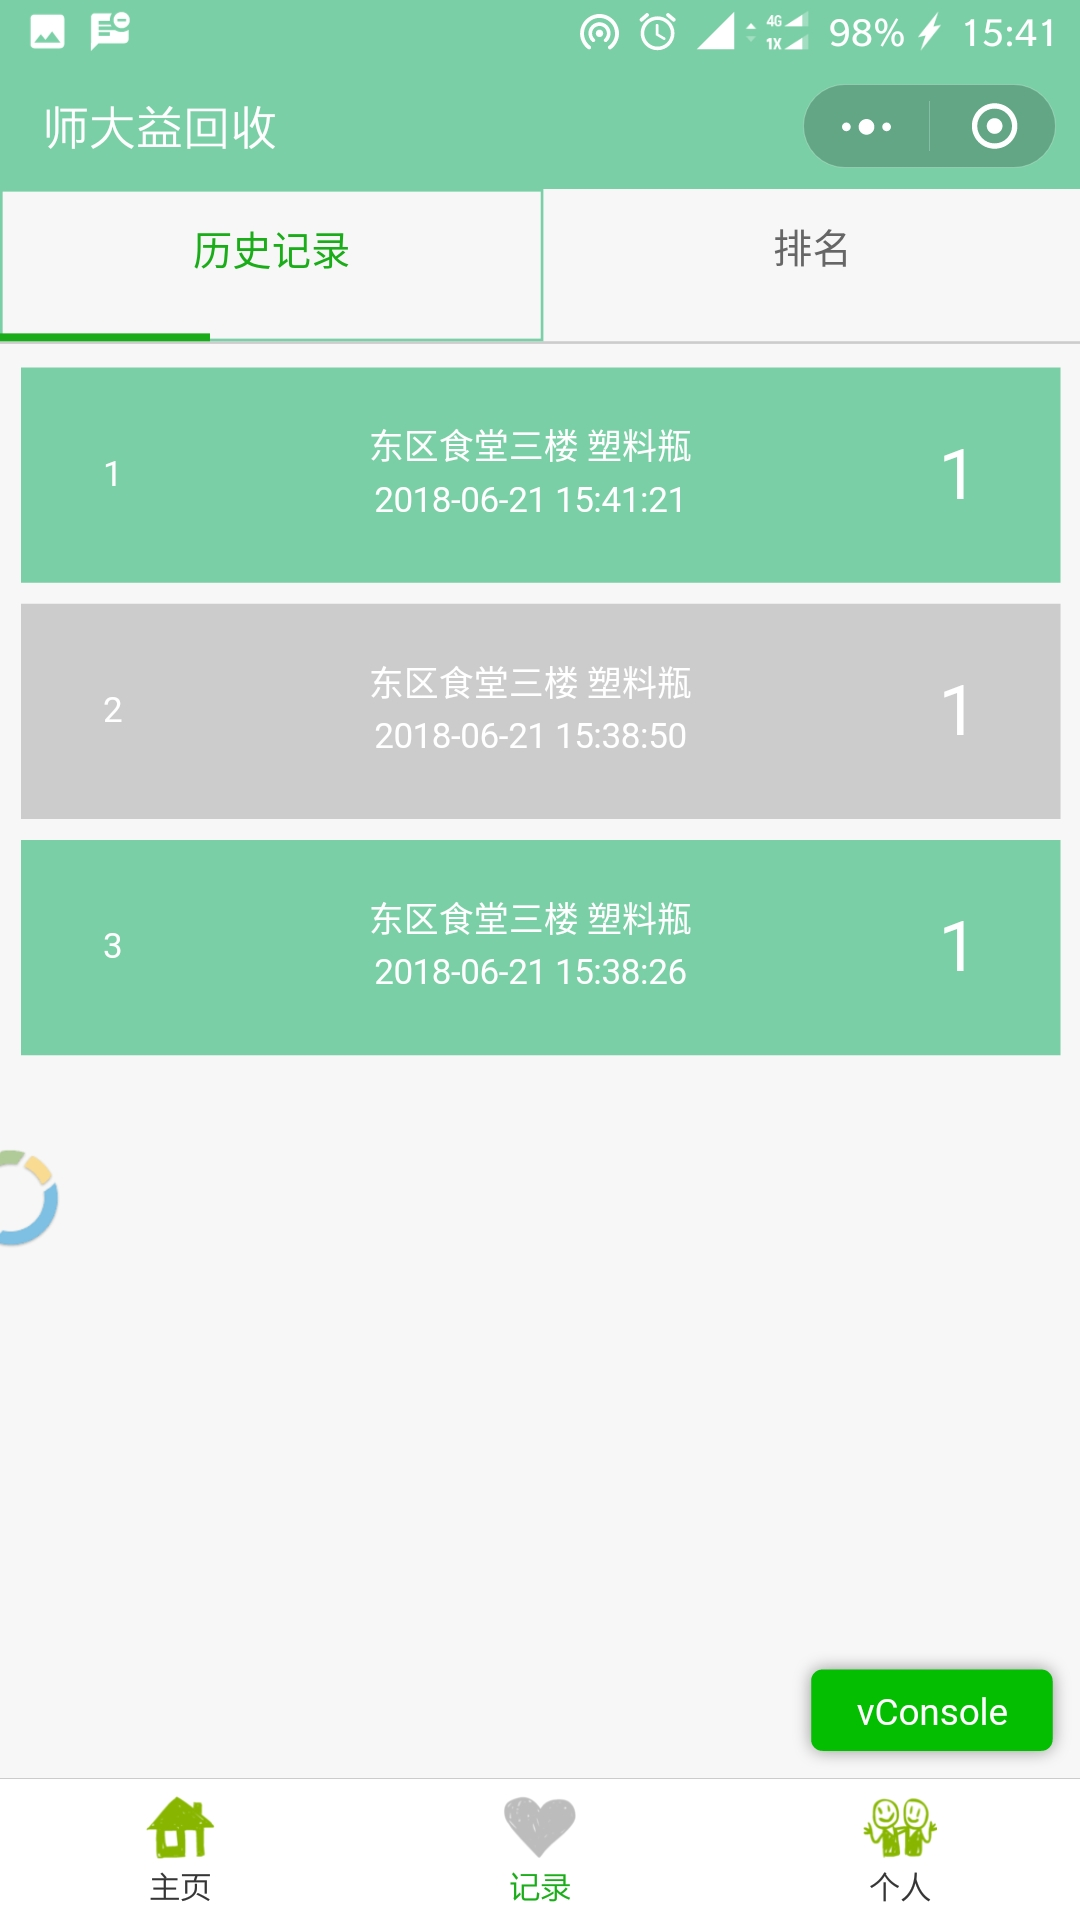 4G
1X
98%
15:41
师大益回收
历史记录
排名
1
东区食堂三楼 塑料瓶
2018-06-21 15:41:21
1
2
东区食堂三楼 塑料瓶
2018-06-21 15:38:50
1
3
东区食堂三楼 塑料瓶
2018-06-21 15:38:26
1
vConsole
主页
记录
个人